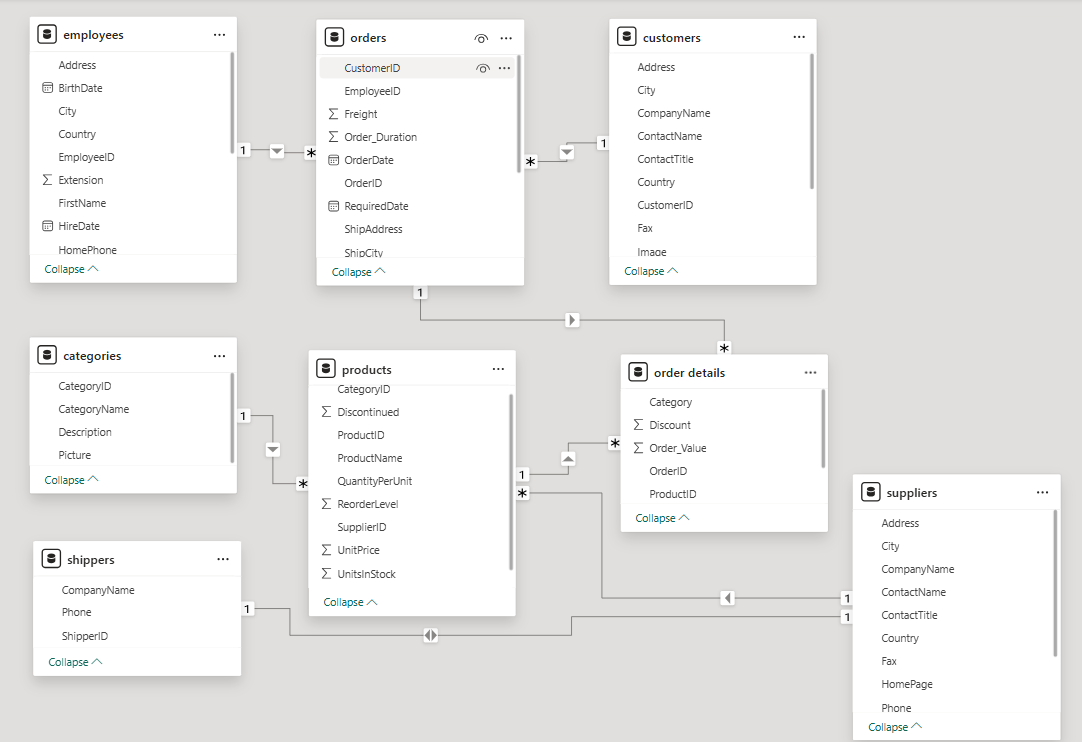 employees
Address
BirthDate
City
Country
EmployeeID
Extension
FirstName
HireDate
HomePhone
Collapse
1
*
orders
CustomerID
EmployeeID
Freight
Order_Duration
OrderDate
OrderID
RequiredDate
ShipAddress
ShipCity
Collapse
*
1
customers
Address
City
CompanyName
ContactName
ContactTitle
Country
CustomerID
Fax
Image
Collapse
1
*
categories
CategoryID
CategoryName
Description
Picture
Collapse
1
*
products
CategoryID
Discontinued
ProductID
ProductName
QuantityPerUnit
ReorderLevel
SupplierID
UnitPrice
UnitsInStock
Collapse
1
*
*
order details
Category
Discount
Order_Value
OrderID
ProductID
Collapse
shippers
CompanyName
Phone
ShipperID
Collapse
1
1
1
suppliers
Address
City
CompanyName
ContactName
ContactTitle
Country
Fax
HomePage
Phone
Collapse